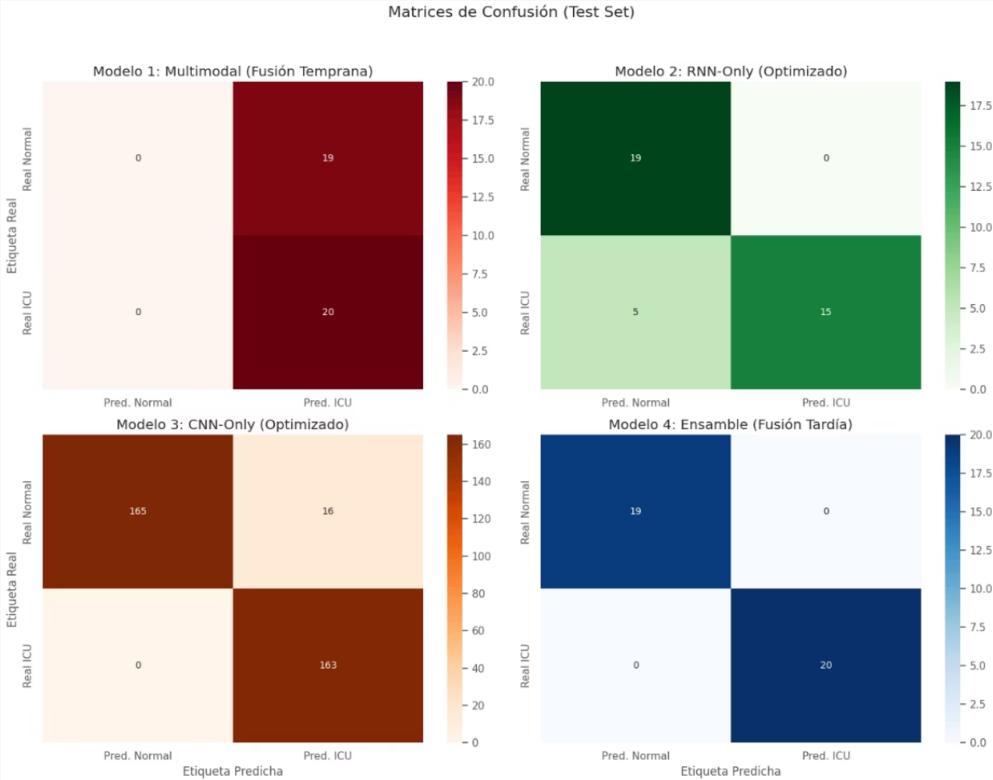 Matrices de Confusión (Test Set)
Modelo 1: Multimodal (Fusión Temprana)
Etiqueta Real
Real Normal
Real ICU
0
19
0
20
Pred. Normal
Pred. ICU
20.0
17.5
15.0
12.5
10.0
7.5
5.0
2.5
0.0
Modelo 2: RNN-Only (Optimizado)
Real Normal
Real ICU
19
0
5
15
Pred. Normal
Pred. ICU
17.5
15.0
12.5
10.0
7.5
5.0
2.5
0.0
Modelo 3: CNN-Only (Optimizado)
Etiqueta Real
Real Normal
Real ICU
165
16
0
163
Pred. Normal
Pred. ICU
Etiqueta Predicha
160
140
120
100
80
60
40
20
0
Modelo 4: Ensamble (Fusión Tardía)
Real Normal
Real ICU
19
0
0
20
Pred. Normal
Pred. ICU
Etiqueta Predicha
20.0
17.5
15.0
12.5
10.0
7.5
5.0
2.5
0.0